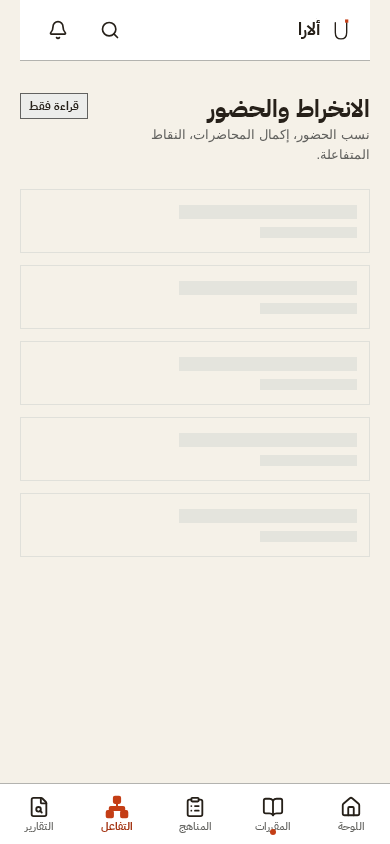 ألارا
الانخراط والحضور
قراءة فقط
نسب الحضور، إكمال المحاضرات، النقاط
المتفاعلة.
اللوحة
المقررات
المناهج
التفاعل
التقارير